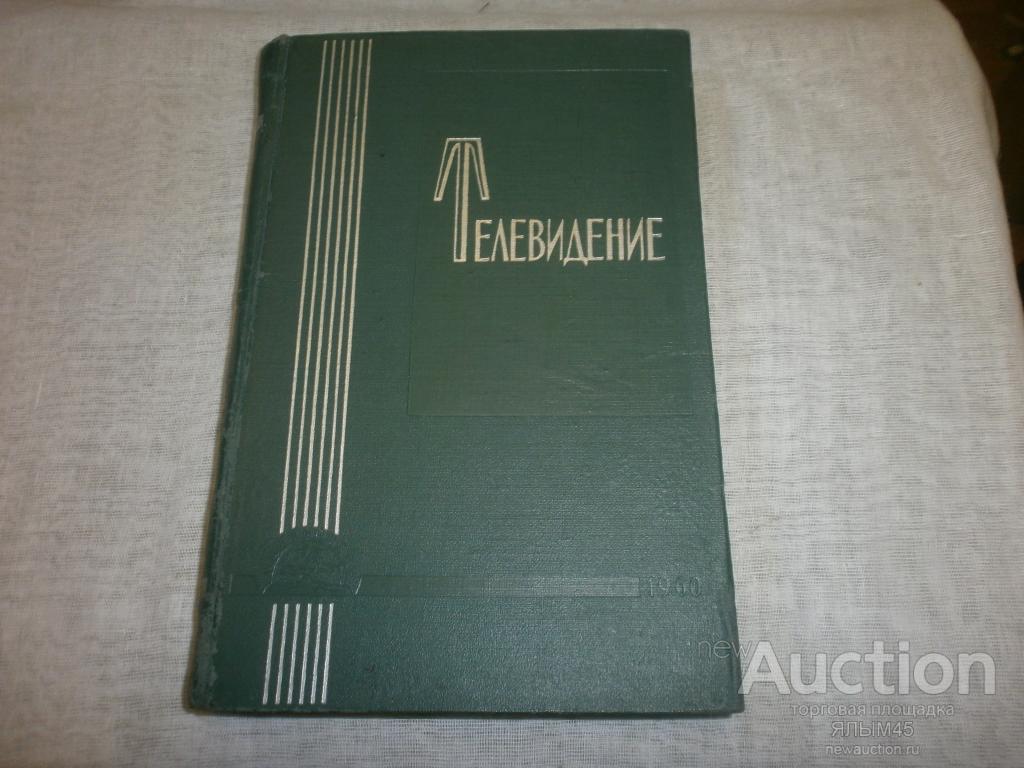 ТЕЛЕВИДЕНИЕ
1960
newAuction
торговая площадка
ЯЛЫМ45
newauction.ru